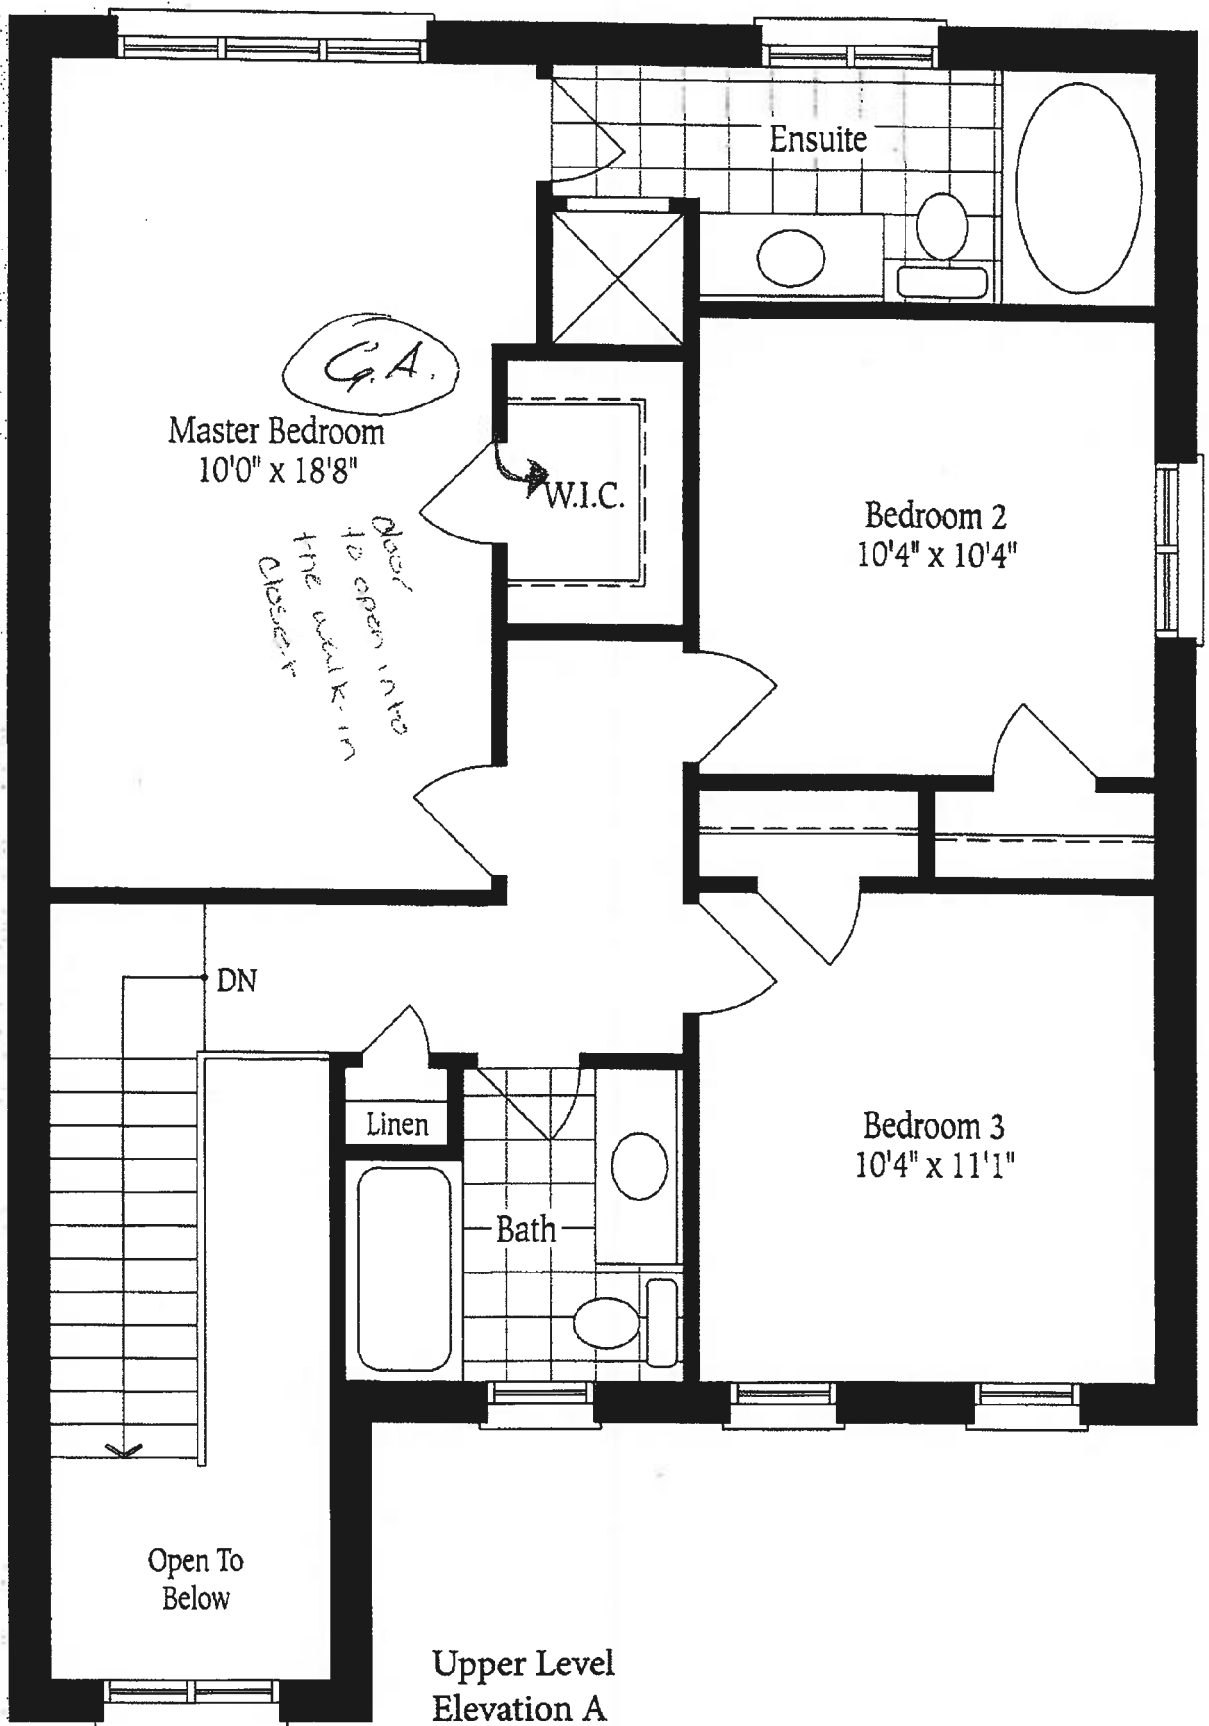 Ensuite
G.A.
Master Bedroom
10'0" x 18'8"
W.I.C.
door
to open into
the walk-in
closet
Bedroom 2
10'4" x 10'4"
DN
Linen
Bath
Bedroom 3
10'4" x 11'1"
Open To
Below
Upper Level
Elevation A